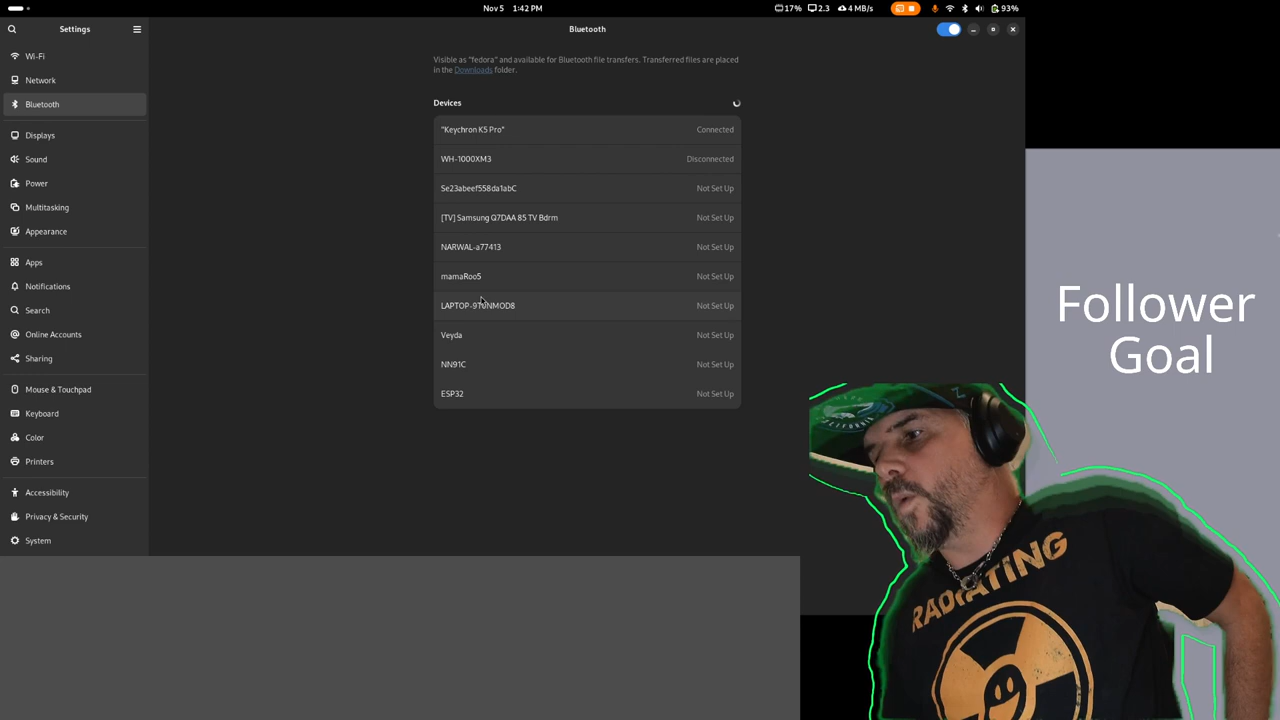 Nov 5 1:42 PM
17% 2.3 4 MB/s 93%
Settings
Bluetooth
Wi-Fi
Network
Bluetooth
Displays
Sound
Power
Multitasking
Appearance
Apps
Notifications
Search
Online Accounts
Sharing
Mouse & Touchpad
Keyboard
Color
Printers
Accessibility
Privacy & Security
System
Visible as "fedora" and available for Bluetooth file transfers. Transferred files are placed
in the Downloads folder.
Devices
"Keychron K5 Pro" Connected
WH-1000XM3 Disconnected
Se23abeef558da1abC Not Set Up
[TV] Samsung Q7DAA 85 TV Bdrm Not Set Up
NARWAL-a77413 Not Set Up
mamaRoo5 Not Set Up
Not Set Up
Veyda Not Set Up
NN91C Not Set Up
ESP32 Not Set Up
Follower
Goal
CALIFORNIA
RADIATING